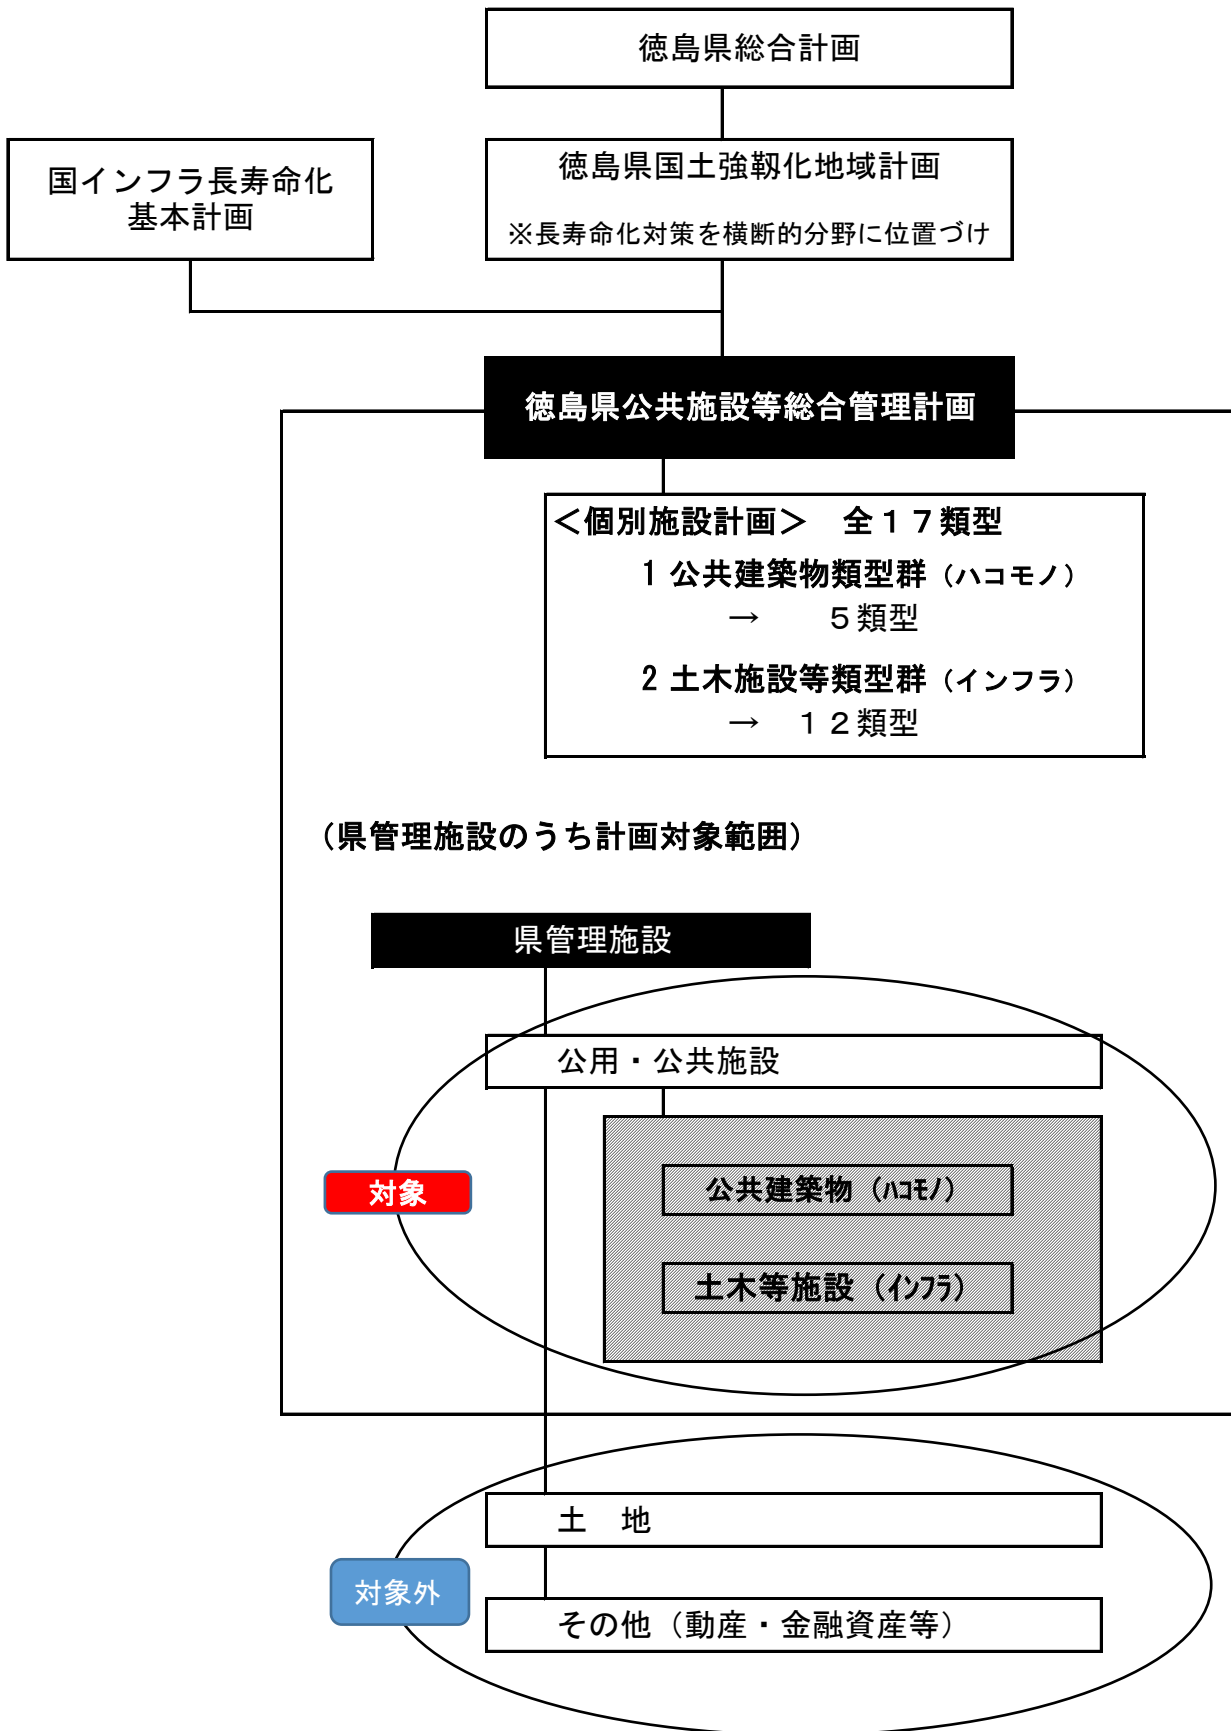 徳島県総合計画
国インフラ長寿命化
基本計画
徳島県国土強靱化地域計画
※長寿命化対策を横断的分野に位置づけ
徳島県公共施設等総合管理計画
＜個別施設計画＞　全１７類型
1 公共建築物類型群（ハコモノ）
→　　５類型
2 土木施設等類型群（インフラ）
→　１２類型
（県管理施設のうち計画対象範囲）
県管理施設
公用・公共施設
対象
公共建築物（ﾊｺﾓﾉ）
土木等施設（ｲﾝﾌﾗ）
土　地
対象外
その他（動産・金融資産等）